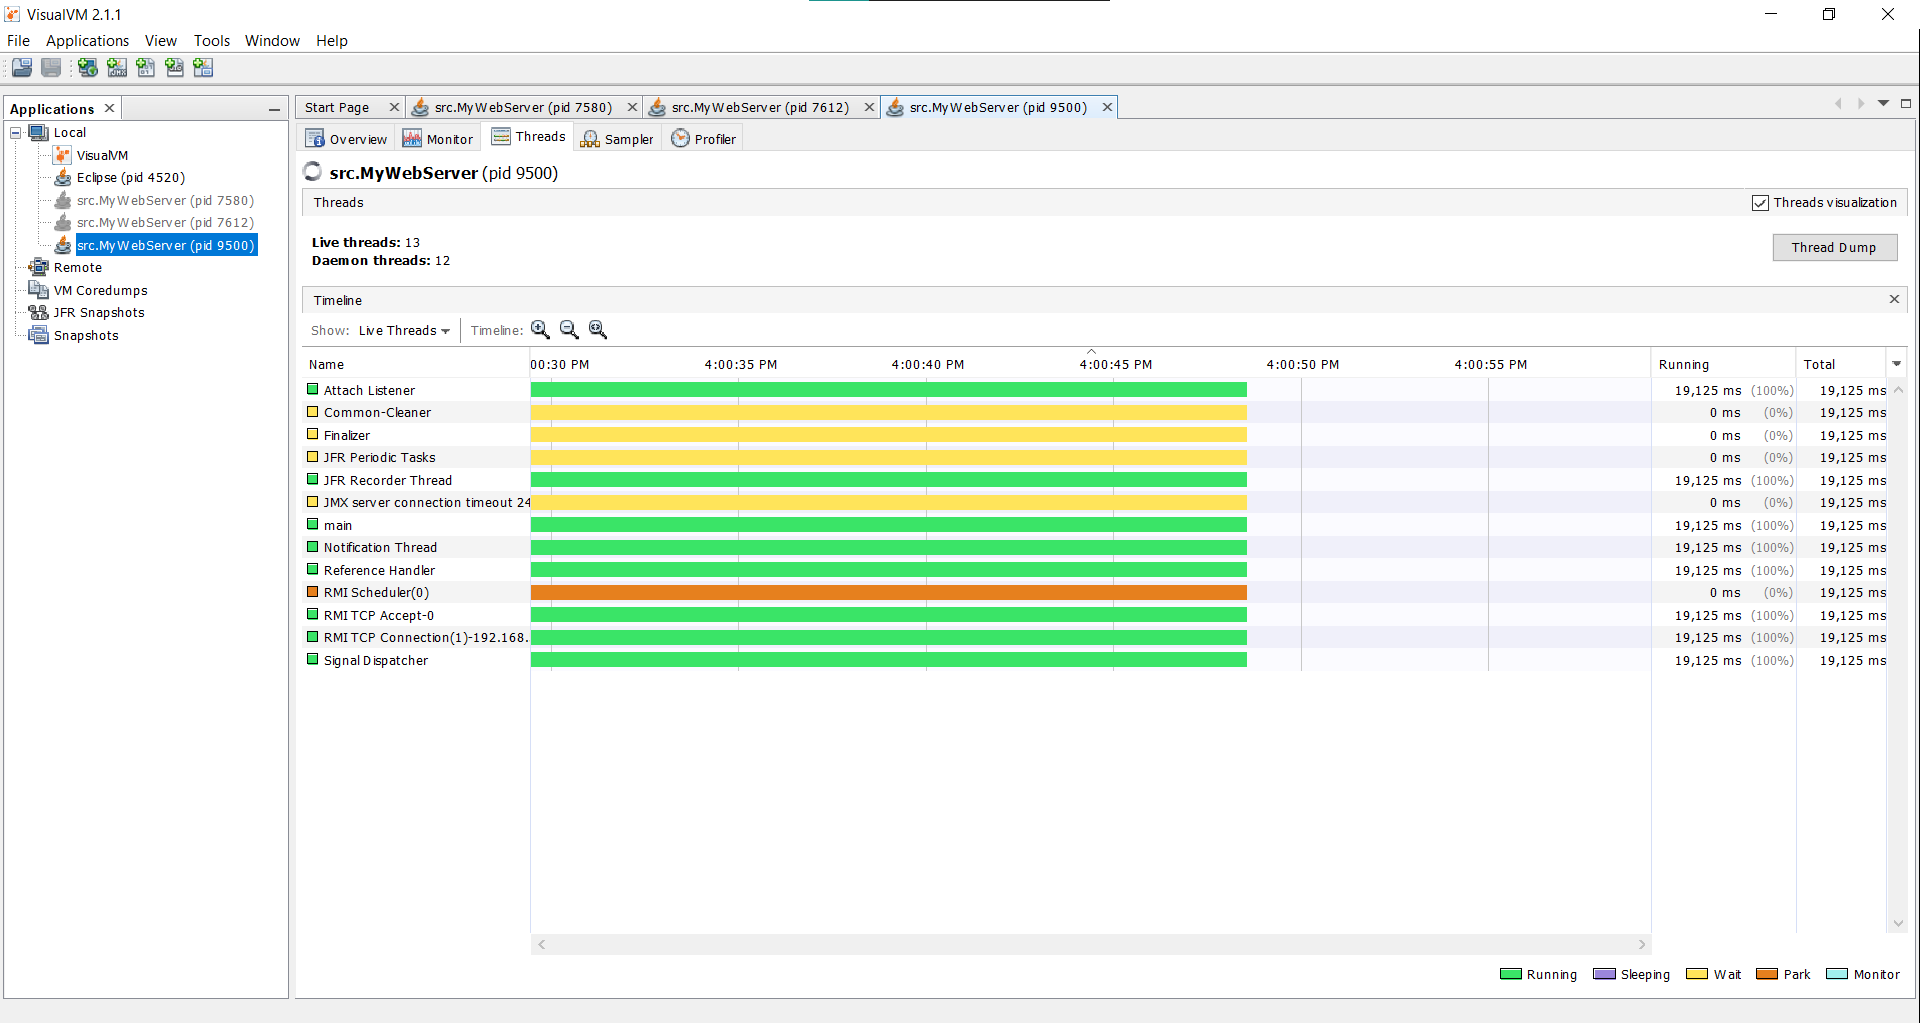 VisualVM 2.1.1
File Applications View Tools Window Help
Applications
Local
VisualVM
Eclipse (pid 4520)
src.MyWebServer (pid 7580)
src.MyWebServer (pid 7612)
src.MyWebServer (pid 9500)
Remote
VM Coredumps
JFR Snapshots
Snapshots
Start Page src.MyWebServer (pid 7580) src.MyWebServer (pid 7612) src.MyWebServer (pid 9500)
Overview Monitor Threads Sampler Profiler
src.MyWebServer (pid 9500)
Threads Threads visualization
Live threads: 13
Daemon threads: 12
Thread Dump
Timeline
Show: Live Threads Timeline:
Name 00:30 PM 4:00:35 PM 4:00:40 PM 4:00:45 PM 4:00:50 PM 4:00:55 PM Running Total
Attach Listener 19,125 ms (100%) 19,125 ms
Common-Cleaner 0 ms (0%) 19,125 ms
Finalizer 0 ms (0%) 19,125 ms
JFR Periodic Tasks 0 ms (0%) 19,125 ms
JFR Recorder Thread 19,125 ms (100%) 19,125 ms
JMX server connection timeout 24 0 ms (0%) 19,125 ms
main 19,125 ms (100%) 19,125 ms
Notification Thread 19,125 ms (100%) 19,125 ms
Reference Handler 19,125 ms (100%) 19,125 ms
RMI Scheduler(0) 0 ms (0%) 19,125 ms
RMI TCP Accept-0 19,125 ms (100%) 19,125 ms
RMI TCP Connection(1)-192.168. 19,125 ms (100%) 19,125 ms
Signal Dispatcher 19,125 ms (100%) 19,125 ms
Running Sleeping Wait Park Monitor